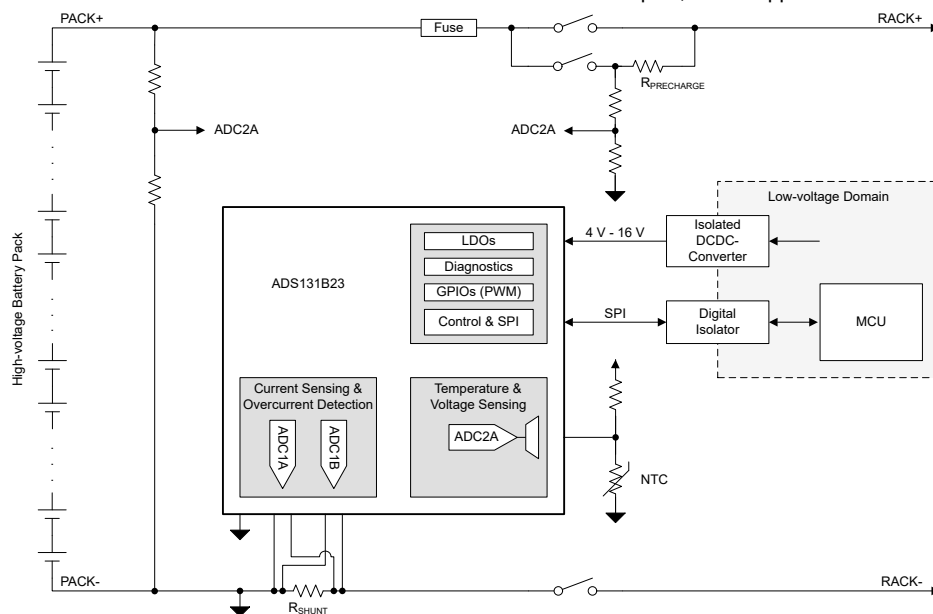 PACK+
Fuse
RACK+
R_PRECHARGE
ADC2A
ADC2A
Low-voltage Domain
High-voltage Battery Pack
4 V - 16 V
Isolated
DCDC-
Converter
LDOs
Diagnostics
GPIOs (PWM)
Control & SPI
ADS131B23
SPI
Digital
Isolator
MCU
Current Sensing &
Overcurrent Detection
ADC1A
ADC1B
Temperature &
Voltage Sensing
ADC2A
NTC
PACK-
R_SHUNT
RACK-